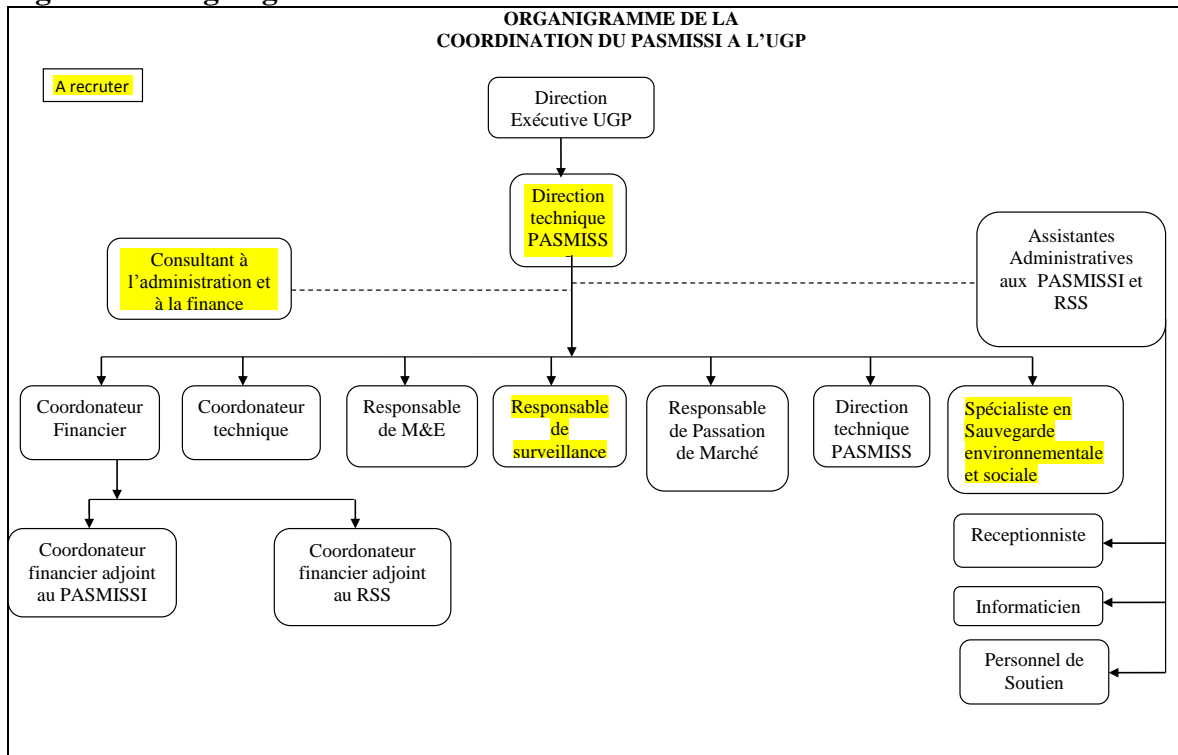 ORGANIGRAMME DE LA
COORDINATION DU PASMISSI A L’UGP
A recruter
Direction
Exécutive UGP
Direction
technique
PASMISS
Consultant à
l’administration et
à la finance
Assistantes
Administratives
aux PASMISSI et
RSS
Coordonateur
Financier
Coordonateur
technique
Responsable
de M&E
Responsable
de
surveillance
Responsable
de Passation
de Marché
Direction
technique
PASMISS
Spécialiste en
Sauvegarde
environnementale
et sociale
Coordonateur
financier adjoint
au PASMISSI
Coordonateur
financier adjoint
au RSS
Receptionniste
Informaticien
Personnel de
Soutien